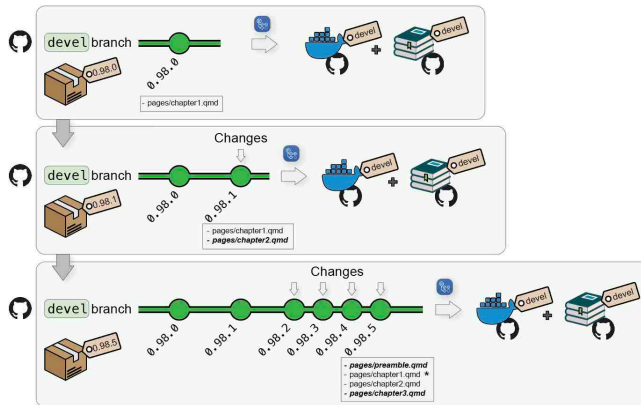 devel branch
0.98.0
0.98.0
- pages/chapter1.qmd
devel
+
devel
Changes
devel branch
0.98.1
0.98.0
0.98.1
- pages/chapter1.qmd
- pages/chapter2.qmd
devel
+
devel
Changes
devel branch
0.98.5
0.98.0
0.98.1
0.98.2
0.98.3
0.98.4
0.98.5
- pages/preamble.qmd
- pages/chapter1.qmd *
- pages/chapter2.qmd
- pages/chapter3.qmd
devel
+
devel